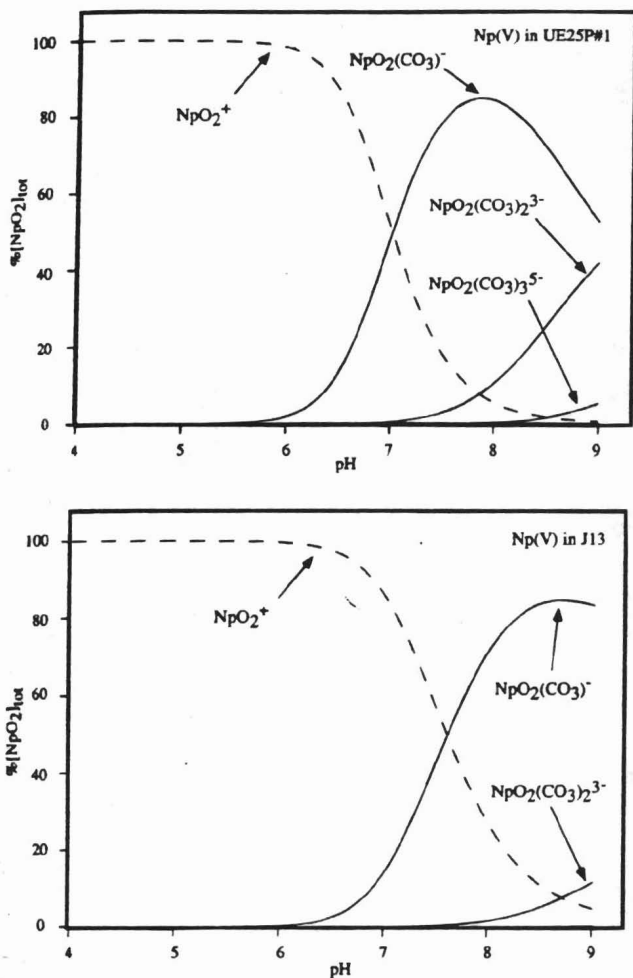 Np(V) in UE25P#1
100
80
60
40
20
0
%[NpO2]tot
NpO2+
NpO2(CO3)-
NpO2(CO3)2 3-
NpO2(CO3)3 5-
4 5 6 7 8 9
pH
Np(V) in J13
100
80
60
40
20
0
%[NpO2]tot
NpO2+
NpO2(CO3)-
NpO2(CO3)2 3-
4 5 6 7 8 9
pH